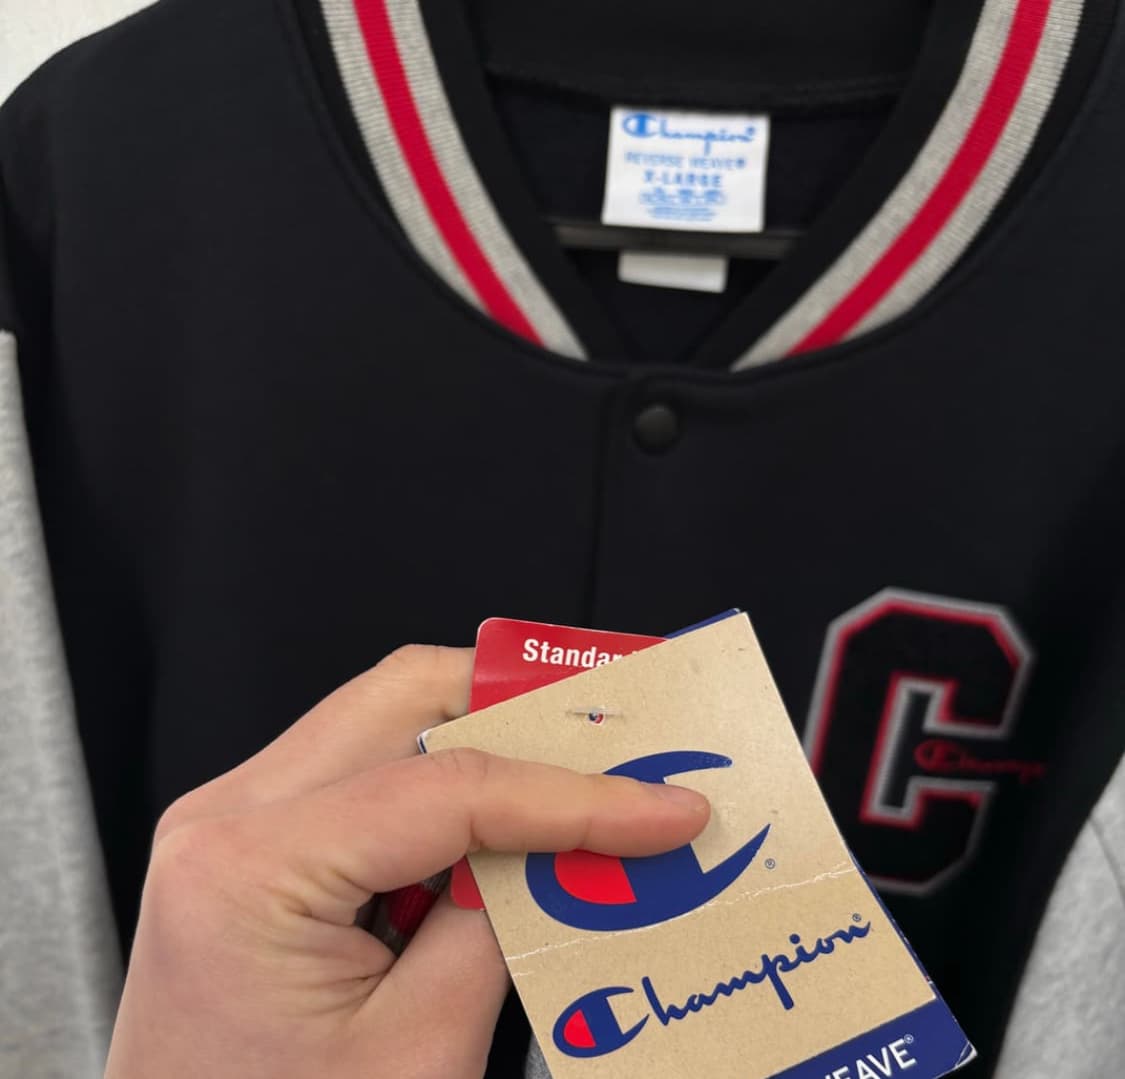 Champion
REVERSE WEAVE®
X-LARGE
C
Champion
Standar
®
Champion®
EAVE®